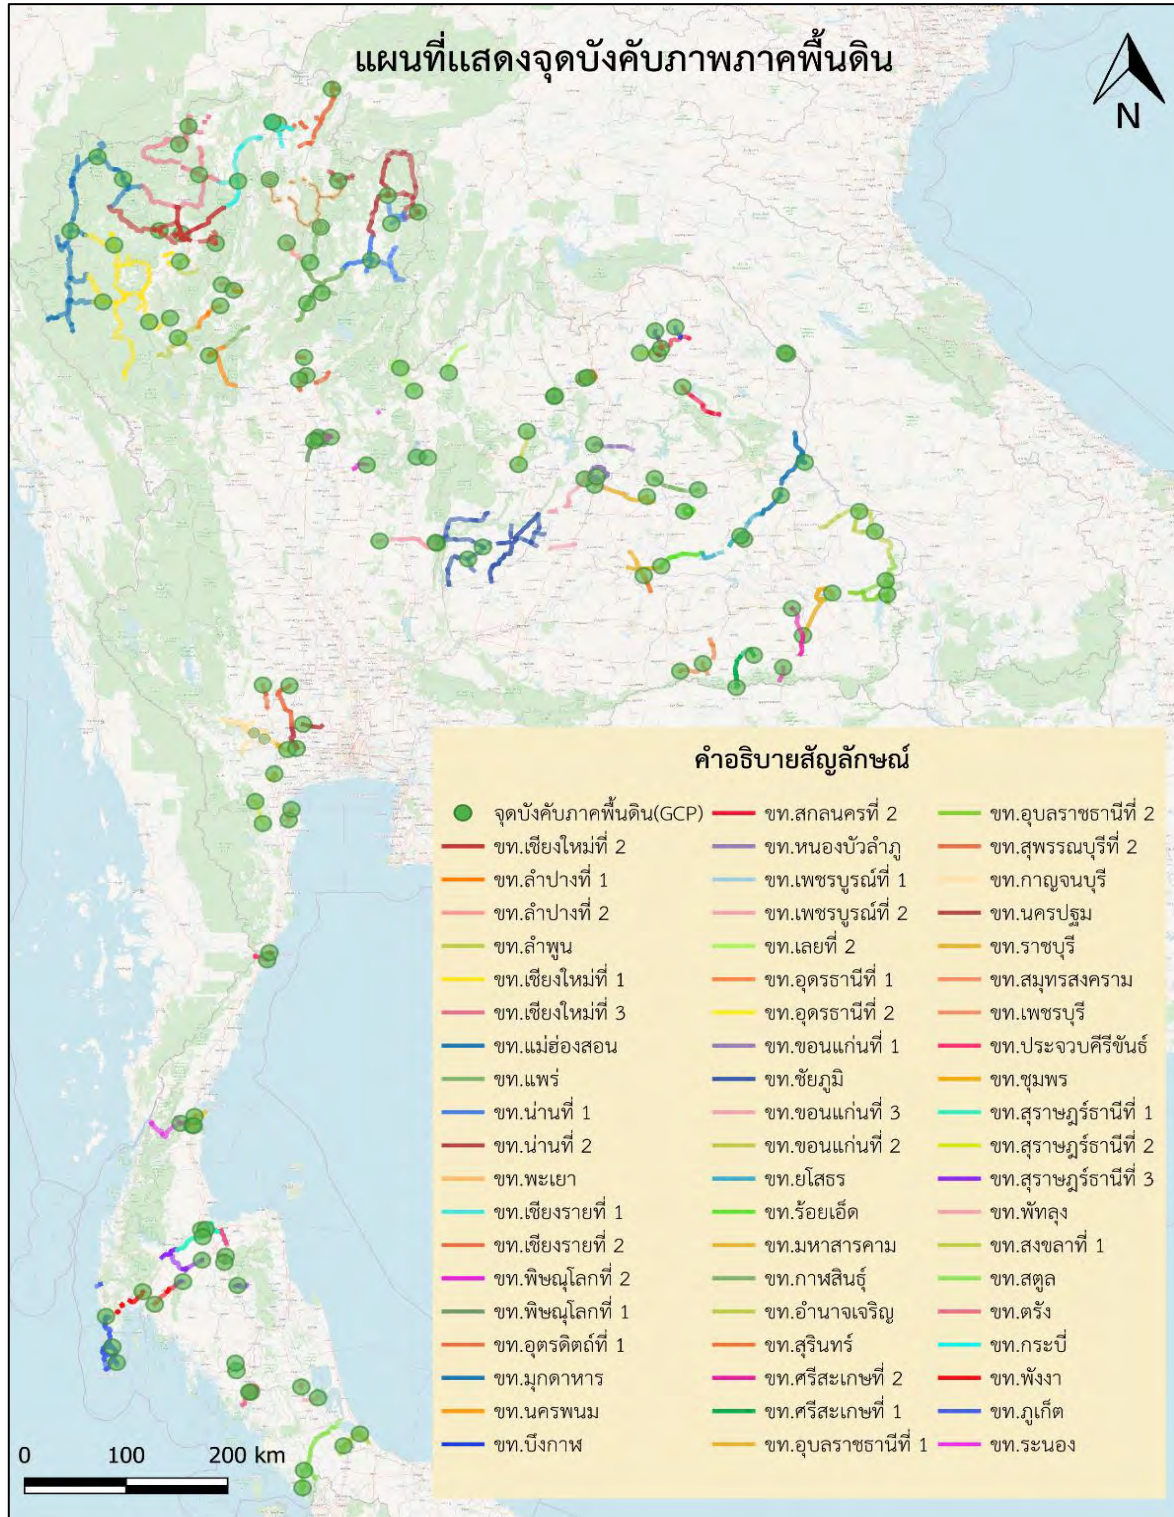 แผนที่แสดงจุดบังคับภาพภาคพื้นดิน
N
คำอธิบายสัญลักษณ์
จุดบังคับภาคพื้นดิน(GCP)
ขท.เชียงใหม่ที่ 2
ขท.ลำปางที่ 1
ขท.ลำปางที่ 2
ขท.ลำพูน
ขท.เชียงใหม่ที่ 1
ขท.เชียงใหม่ที่ 3
ขท.แม่ฮ่องสอน
ขท.แพร่
ขท.น่านที่ 1
ขท.น่านที่ 2
ขท.พะเยา
ขท.เชียงรายที่ 1
ขท.เชียงรายที่ 2
ขท.พิษณุโลกที่ 2
ขท.พิษณุโลกที่ 1
ขท.อุตรดิตถ์ที่ 1
ขท.มุกดาหาร
ขท.นครพนม
ขท.บึงกาฬ
ขท.สกลนครที่ 2
ขท.หนองบัวลำภู
ขท.เพชรบูรณ์ที่ 1
ขท.เพชรบูรณ์ที่ 2
ขท.เลยที่ 2
ขท.อุดรธานีที่ 1
ขท.อุดรธานีที่ 2
ขท.ขอนแก่นที่ 1
ขท.ชัยภูมิ
ขท.ขอนแก่นที่ 3
ขท.ขอนแก่นที่ 2
ขท.ยโสธร
ขท.ร้อยเอ็ด
ขท.มหาสารคาม
ขท.กาฬสินธุ์
ขท.อำนาจเจริญ
ขท.สุรินทร์
ขท.ศรีสะเกษที่ 2
ขท.ศรีสะเกษที่ 1
ขท.อุบลราชธานีที่ 1
ขท.อุบลราชธานีที่ 2
ขท.สุพรรณบุรีที่ 2
ขท.กาญจนบุรี
ขท.นครปฐม
ขท.ราชบุรี
ขท.สมุทรสงคราม
ขท.เพชรบุรี
ขท.ประจวบคีรีขันธ์
ขท.ชุมพร
ขท.สุราษฎร์ธานีที่ 1
ขท.สุราษฎร์ธานีที่ 2
ขท.สุราษฎร์ธานีที่ 3
ขท.พัทลุง
ขท.สงขลาที่ 1
ขท.สตูล
ขท.ตรัง
ขท.กระบี่
ขท.พังงา
ขท.ภูเก็ต
ขท.ระนอง
0 100 200 km